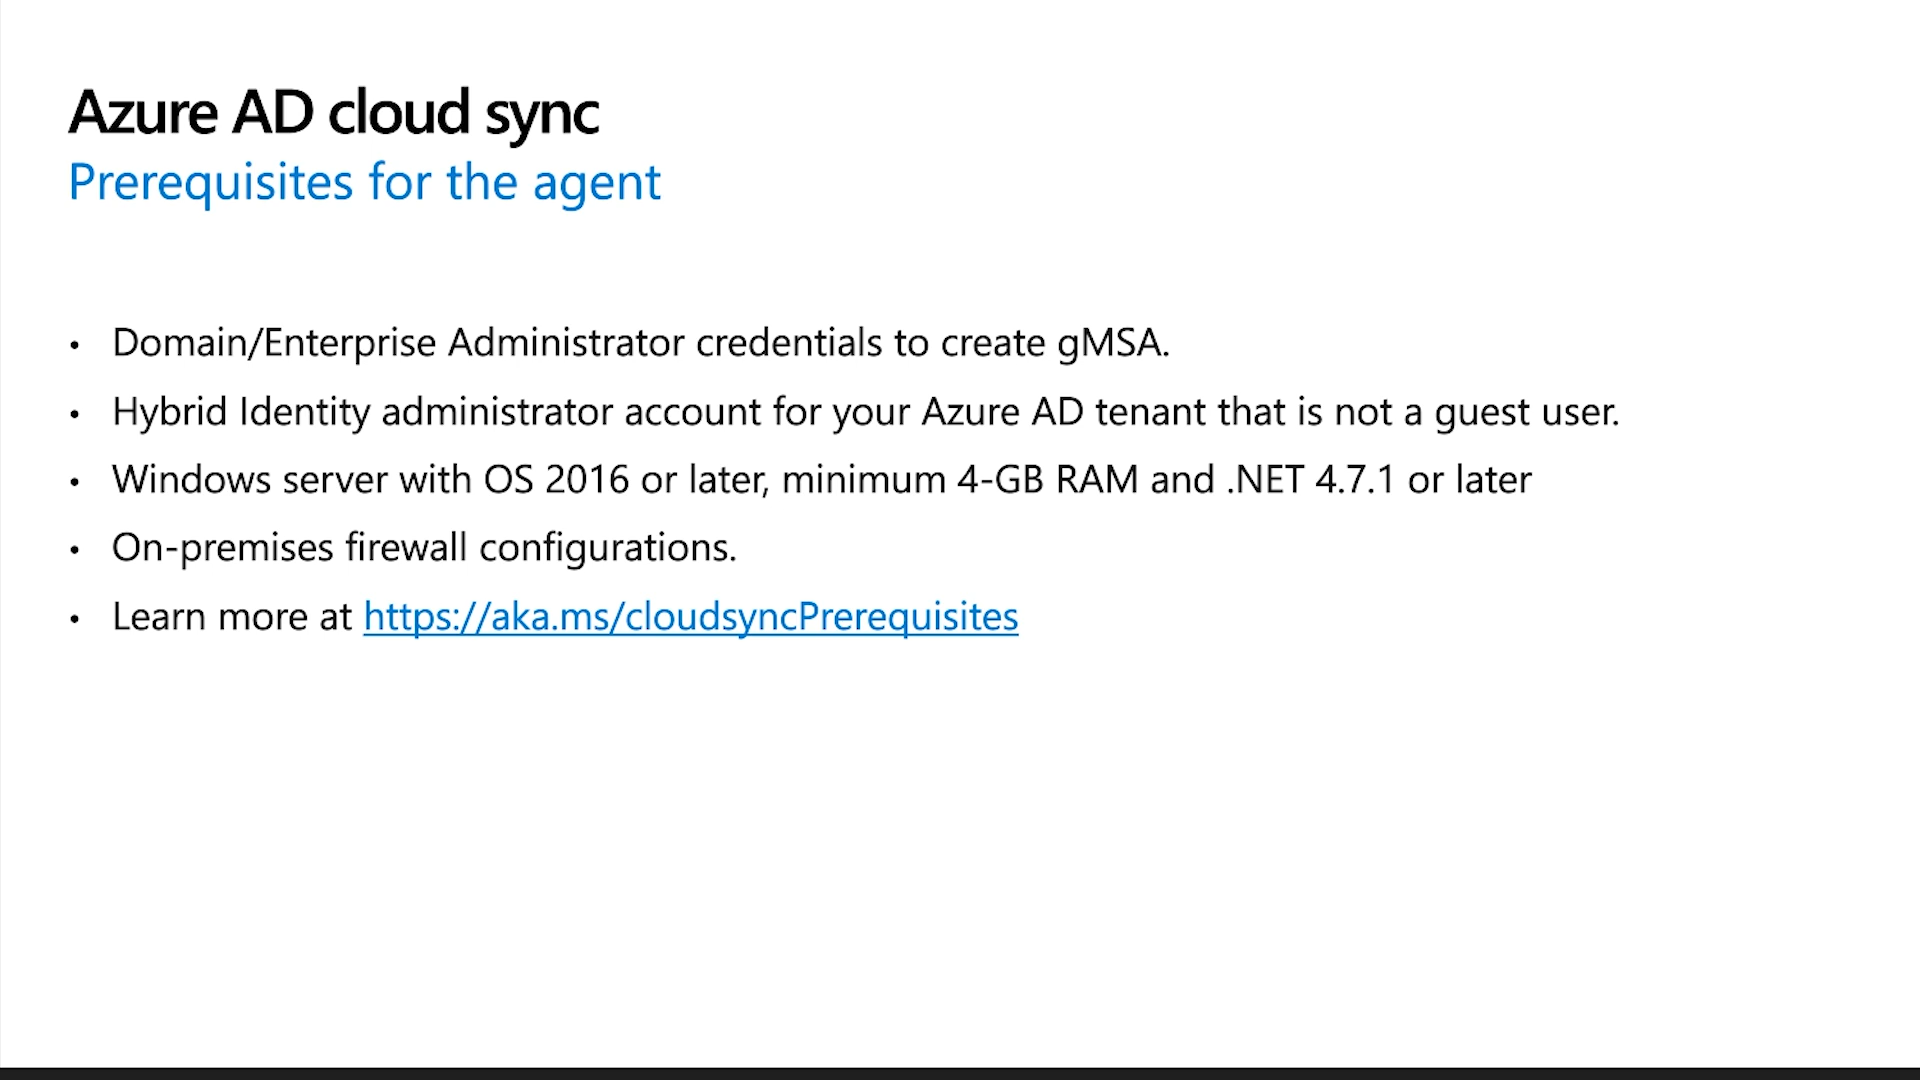 Azure AD cloud sync
Prerequisites for the agent
• Domain/Enterprise Administrator credentials to create gMSA.
• Hybrid Identity administrator account for your Azure AD tenant that is not a guest user.
• Windows server with OS 2016 or later, minimum 4-GB RAM and .NET 4.7.1 or later
• On-premises firewall configurations.
• Learn more at https://aka.ms/cloudsyncPrerequisites